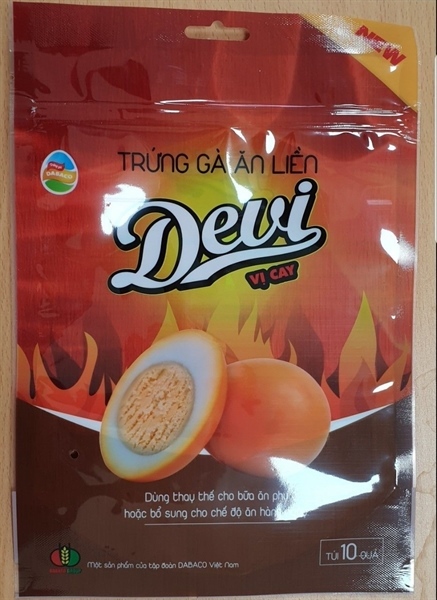 NEW
DABACO
TRỨNG GÀ ĂN LIỀN
Devi
VỊ CAY
Dùng thay thế cho bữa ăn phụ
hoặc bổ sung cho chế độ ăn hàng
TÚI 10 QUẢ
Một sản phẩm của tập đoàn DABACO Việt Nam